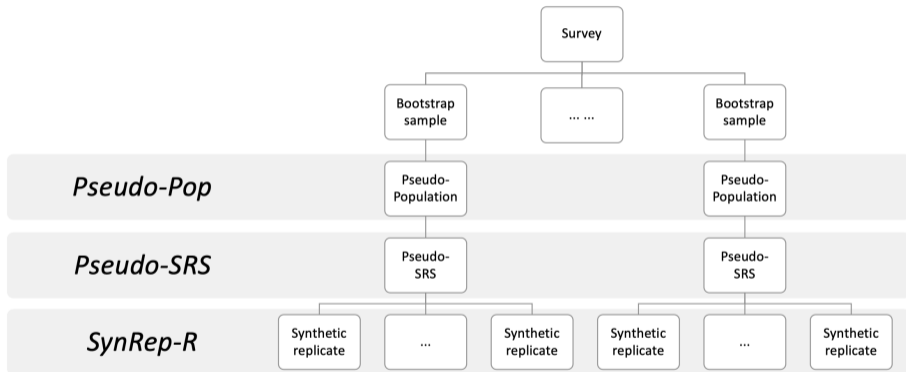 Survey
Bootstrap
sample
... ...
Bootstrap
sample
Pseudo-Pop
Pseudo-
Population
Pseudo-
Population
Pseudo-SRS
Pseudo-
SRS
Pseudo-
SRS
SynRep-R
Synthetic
replicate
...
Synthetic
replicate
Synthetic
replicate
...
Synthetic
replicate